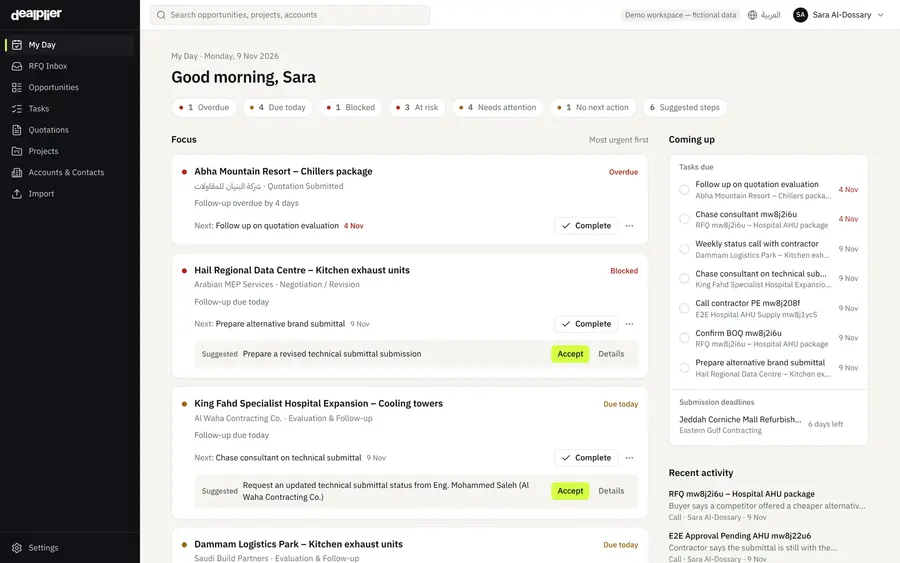 dealpilier
Search opportunities, projects, accounts
Demo workspace — fictional data
العربية
SA
Sara Al-Dossary
My Day
RFQ Inbox
Opportunities
Tasks
Quotations
Projects
Accounts & Contacts
Import
Settings
My Day · Monday, 9 Nov 2026
Good morning, Sara
1 Overdue
4 Due today
1 Blocked
3 At risk
4 Needs attention
1 No next action
6 Suggested steps
Focus
Most urgent first
Abha Mountain Resort – Chillers package
Overdue
شركة البنيان للمقاولات · Quotation Submitted
Follow-up overdue by 4 days
Next: Follow up on quotation evaluation 4 Nov
Complete
Hail Regional Data Centre – Kitchen exhaust units
Blocked
Arabian MEP Services · Negotiation / Revision
Follow-up due today
Next: Prepare alternative brand submittal 9 Nov
Complete
Suggested Prepare a revised technical submittal submission
Accept
Details
King Fahd Specialist Hospital Expansion – Cooling towers
Due today
Al Waha Contracting Co. · Evaluation & Follow-up
Follow-up due today
Next: Chase consultant on technical submittal 9 Nov
Complete
Suggested Request an updated technical submittal status from Eng. Mohammed Saleh (Al
Waha Contracting Co.)
Accept
Details
Dammam Logistics Park – Kitchen exhaust units
Due today
Saudi Build Partners · Evaluation & Follow-up
Coming up
Tasks due
Follow up on quotation evaluation
Abha Mountain Resort – Chillers packa...
4 Nov
Chase consultant mw8j2i6u
RFQ mw8j2i6u – Hospital AHU package
4 Nov
Weekly status call with contractor
Dammam Logistics Park – Kitchen exh...
9 Nov
Chase consultant on technical sub...
King Fahd Specialist Hospital Expansio...
9 Nov
Call contractor PE mw8j208f
E2E Hospital AHU Supply mw8j1yc5
9 Nov
Confirm BOQ mw8j2i6u
RFQ mw8j2i6u – Hospital AHU package
9 Nov
Prepare alternative brand submittal
Hail Regional Data Centre – Kitchen ex...
9 Nov
Submission deadlines
Jeddah Corniche Mall Refurbish...
Eastern Gulf Contracting
6 days left
Recent activity
RFQ mw8j2i6u – Hospital AHU package
Buyer says a competitor offered a cheaper alternativ...
Call · Sara Al-Dossary · 9 Nov
E2E Approval Pending AHU mw8j22u6
Contractor says the submittal is still with the...
Call · Sara Al-Dossary · 9 Nov